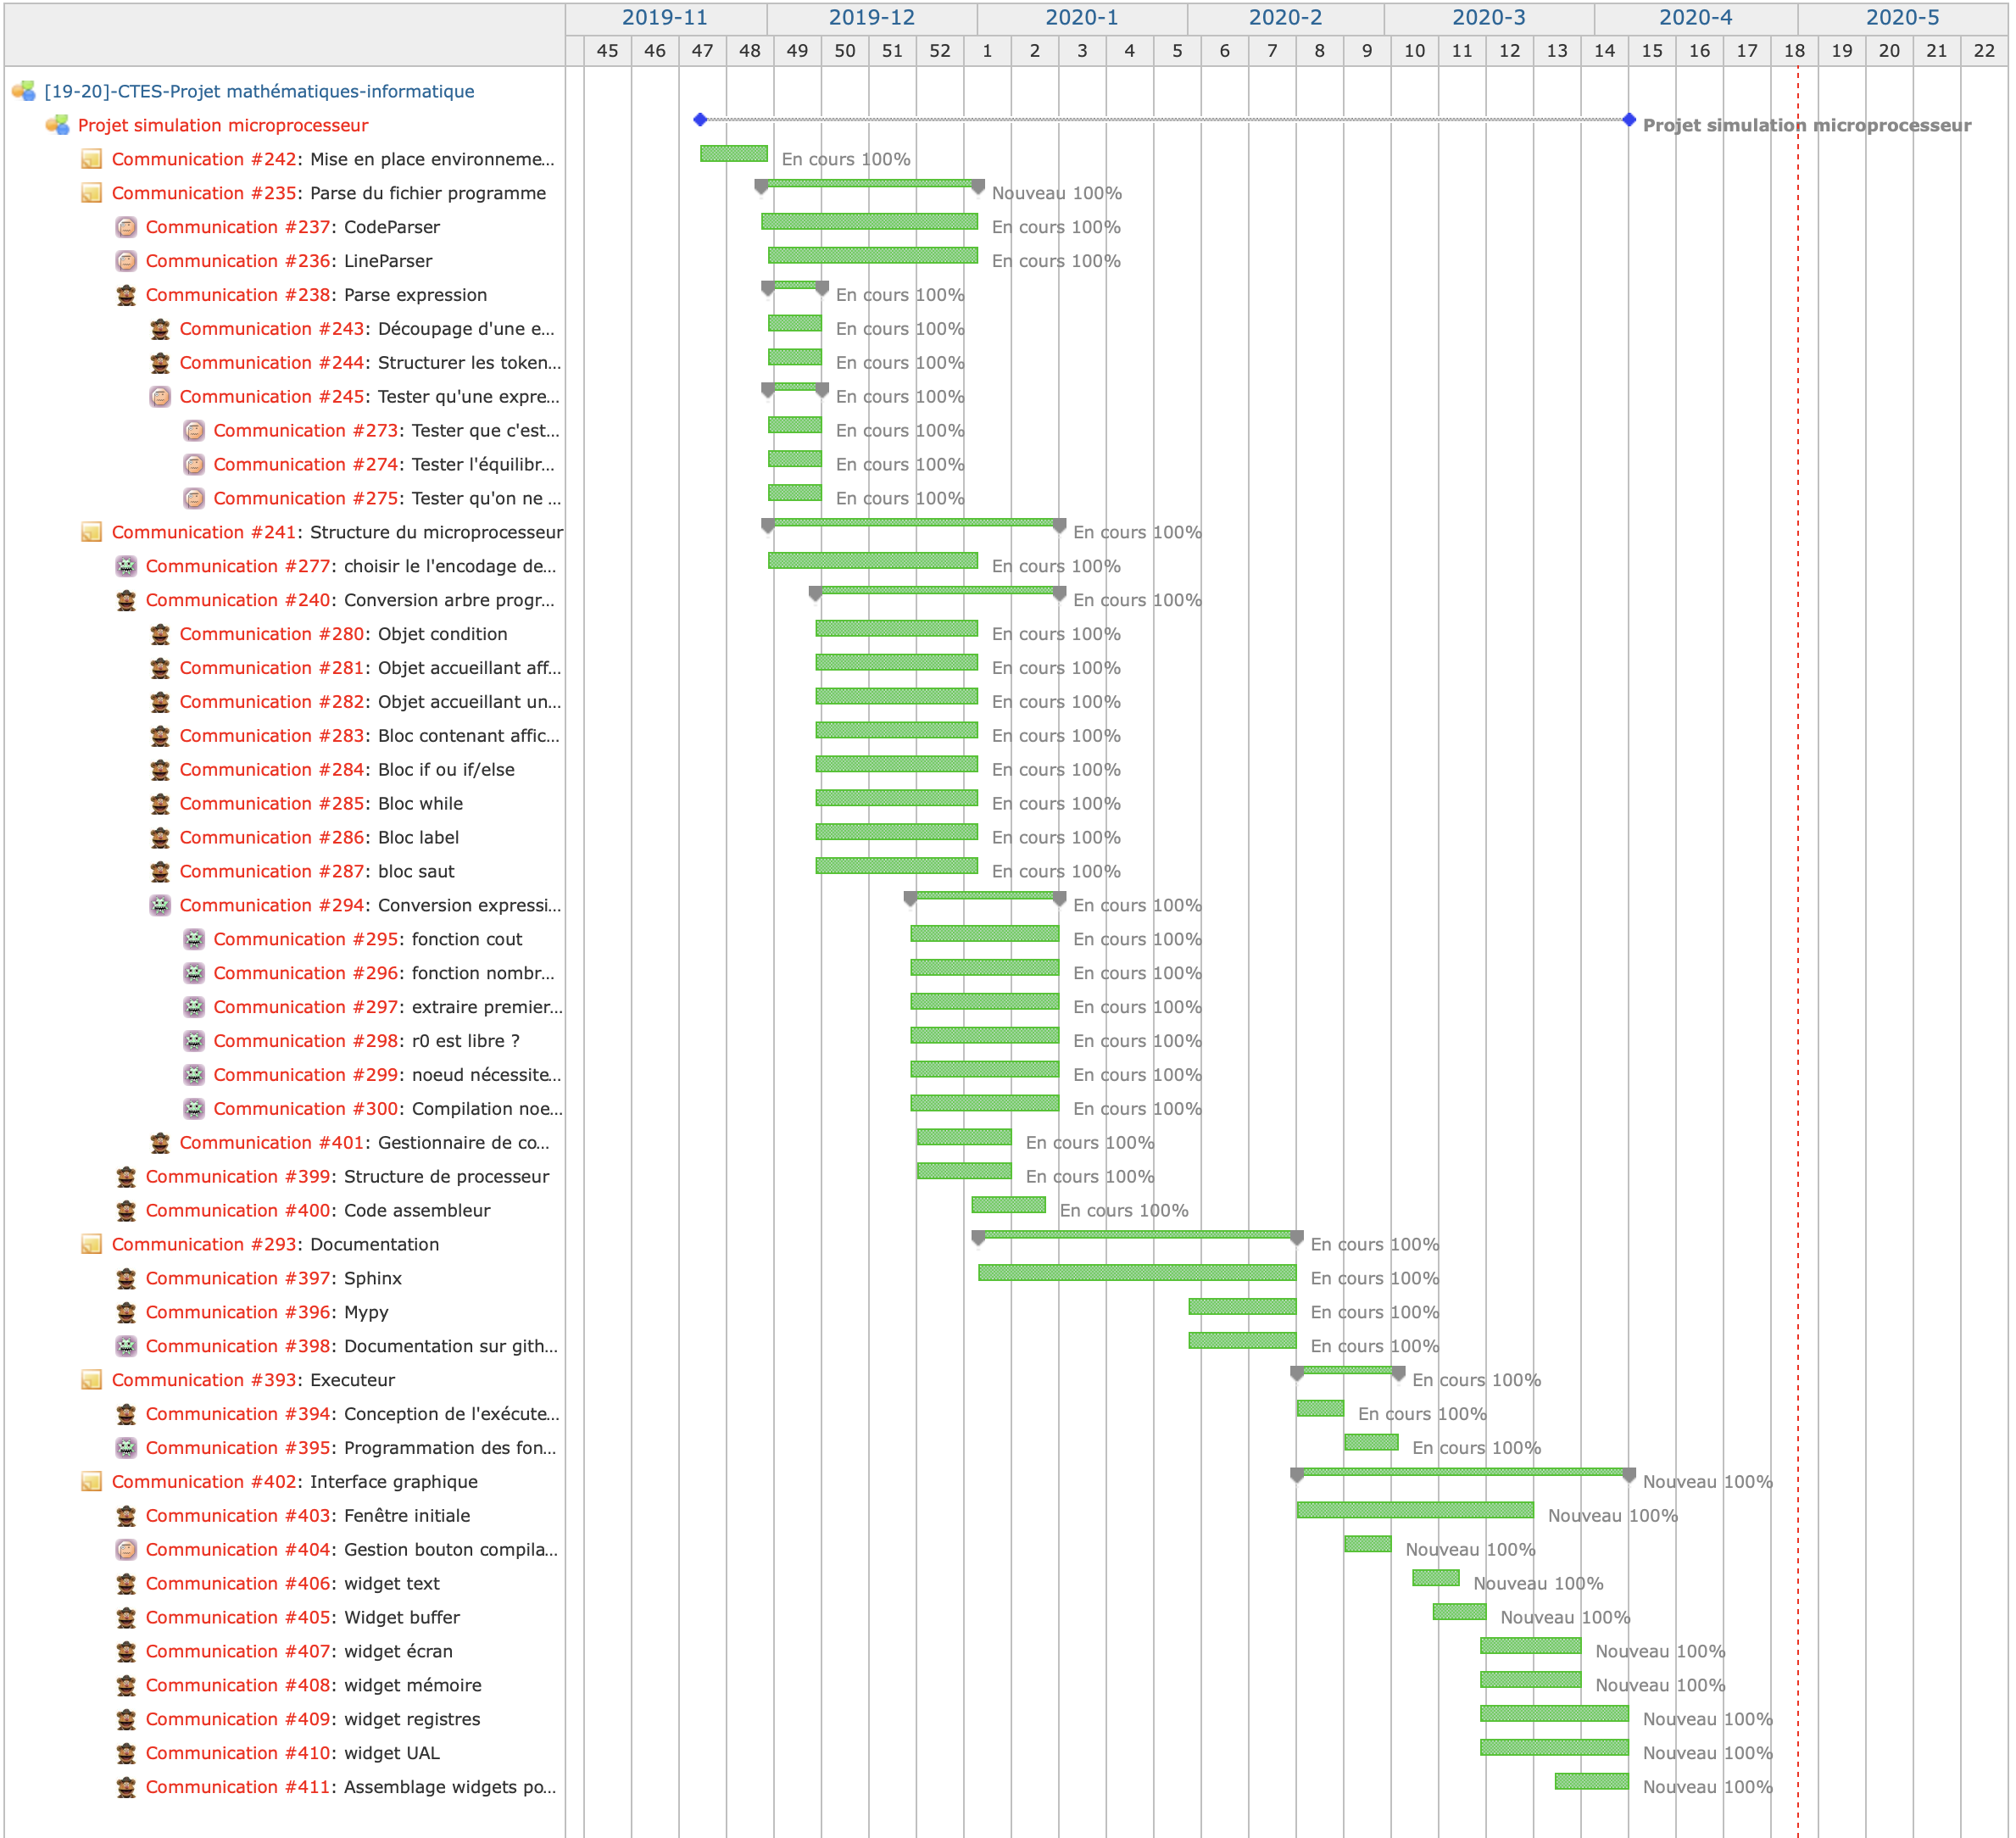 2019-11 2019-12 2020-1 2020-2 2020-3 2020-4 2020-5
45 46 47 48 49 50 51 52 1 2 3 4 5 6 7 8 9 10 11 12 13 14 15 16 17 18 19 20 21 22
[19-20]-CTES-Projet mathématiques-informatique
Projet simulation microprocesseur Projet simulation microprocesseur
Communication #242: Mise en place environneme... En cours 100%
Communication #235: Parse du fichier programme Nouveau 100%
Communication #237: CodeParser En cours 100%
Communication #236: LineParser En cours 100%
Communication #238: Parse expression En cours 100%
Communication #243: Découpage d'une e... En cours 100%
Communication #244: Structurer les token... En cours 100%
Communication #245: Tester qu'une expre... En cours 100%
Communication #273: Tester que c'est... En cours 100%
Communication #274: Tester l'équilibr... En cours 100%
Communication #275: Tester qu'on ne ... En cours 100%
Communication #241: Structure du microprocesseur En cours 100%
Communication #277: choisir le l'encodage de... En cours 100%
Communication #240: Conversion arbre progr... En cours 100%
Communication #280: Objet condition En cours 100%
Communication #281: Objet accueillant aff... En cours 100%
Communication #282: Objet accueillant un... En cours 100%
Communication #283: Bloc contenant affic... En cours 100%
Communication #284: Bloc if ou if/else En cours 100%
Communication #285: Bloc while En cours 100%
Communication #286: Bloc label En cours 100%
Communication #287: bloc saut En cours 100%
Communication #294: Conversion expressi... En cours 100%
Communication #295: fonction cout En cours 100%
Communication #296: fonction nombr... En cours 100%
Communication #297: extraire premier... En cours 100%
Communication #298: r0 est libre ? En cours 100%
Communication #299: noeud nécessite... En cours 100%
Communication #300: Compilation noe... En cours 100%
Communication #401: Gestionnaire de co... En cours 100%
Communication #399: Structure de processeur En cours 100%
Communication #400: Code assembleur En cours 100%
Communication #293: Documentation En cours 100%
Communication #397: Sphinx En cours 100%
Communication #396: Mypy En cours 100%
Communication #398: Documentation sur gith... En cours 100%
Communication #393: Executeur En cours 100%
Communication #394: Conception de l'exécute... En cours 100%
Communication #395: Programmation des fon... En cours 100%
Communication #402: Interface graphique Nouveau 100%
Communication #403: Fenêtre initiale Nouveau 100%
Communication #404: Gestion bouton compila... Nouveau 100%
Communication #406: widget text Nouveau 100%
Communication #405: Widget buffer Nouveau 100%
Communication #407: widget écran Nouveau 100%
Communication #408: widget mémoire Nouveau 100%
Communication #409: widget registres Nouveau 100%
Communication #410: widget UAL Nouveau 100%
Communication #411: Assemblage widgets po... Nouveau 100%